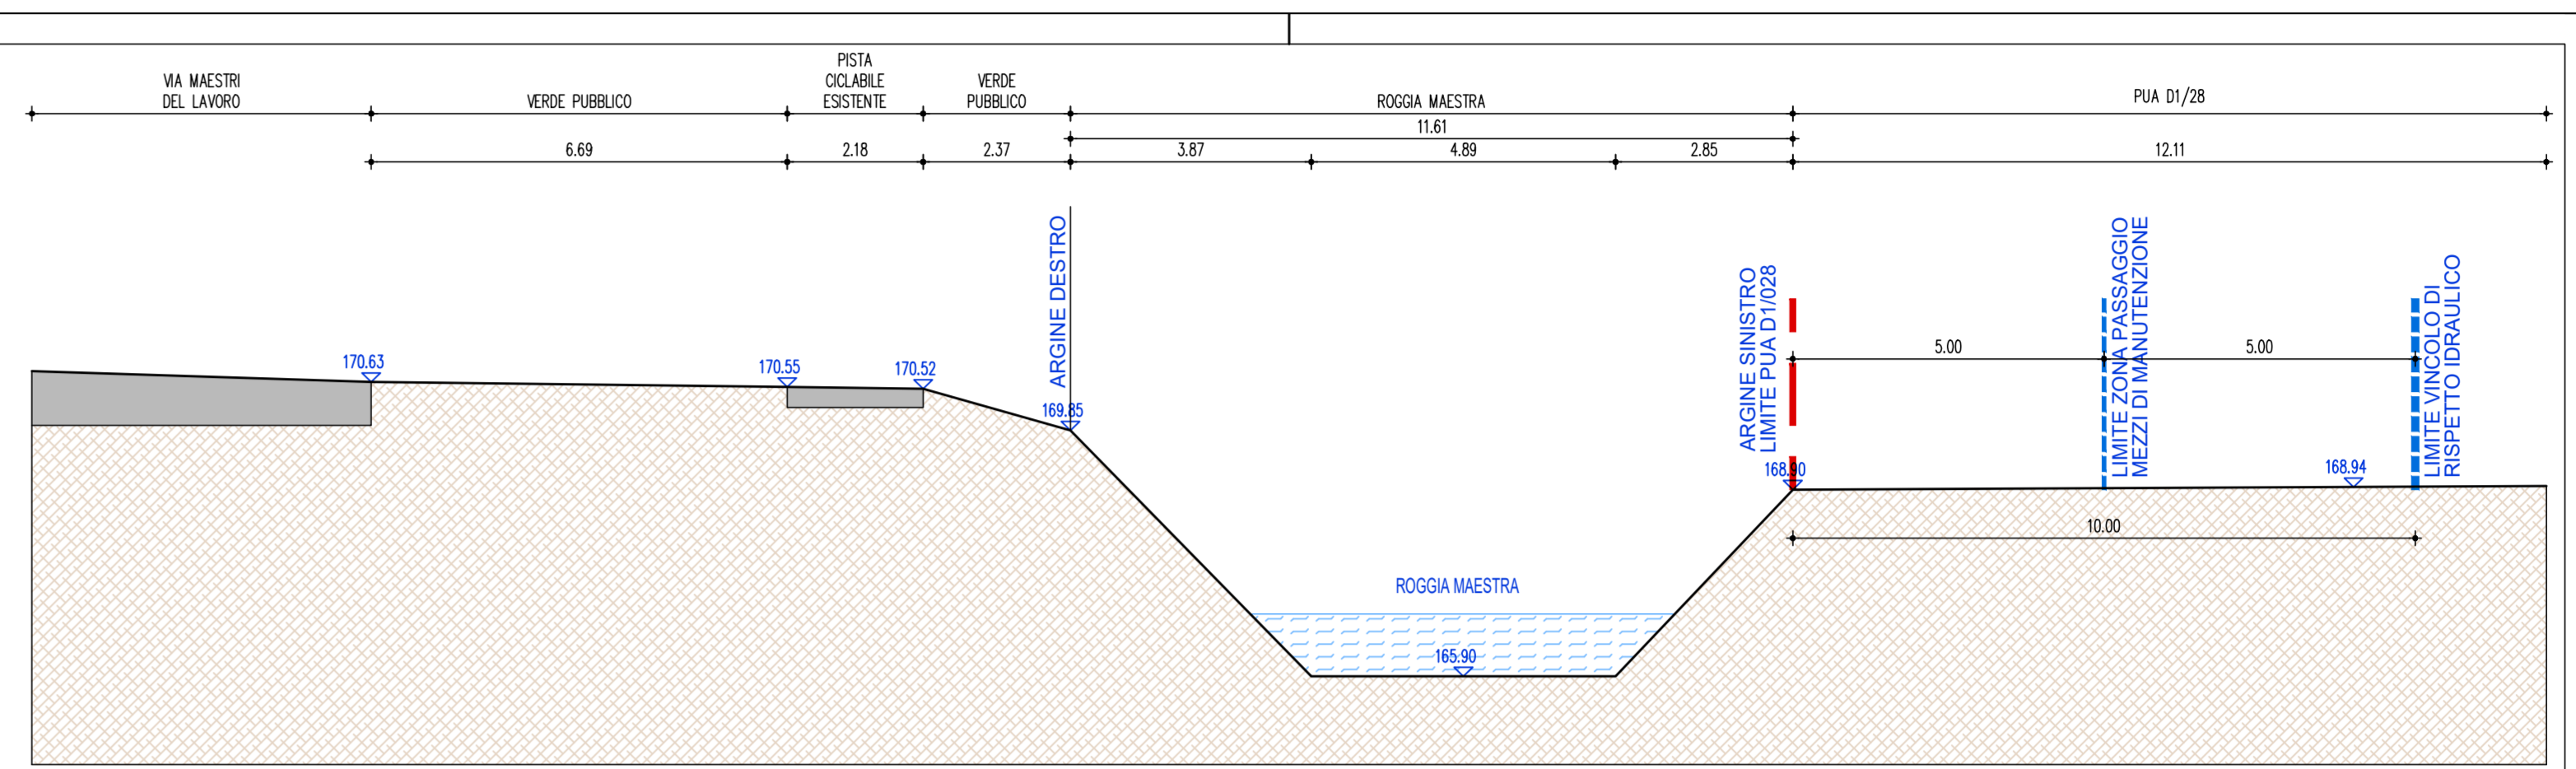 VIA MAESTRI
DEL LAVORO
VERDE PUBBLICO
PISTA
CICLABILE
ESISTENTE
VERDE
PUBBLICO
ROGGIA MAESTRA
PUA D1/28
11.61
6.69
2.18
2.37
3.87
4.89
2.85
12.11
ARGINE DESTRO
ARGINE SINISTRO
LIMITE PUA D1/028
LIMITE ZONA PASSAGGIO
MEZZI DI MANUTENZIONE
LIMITE VINCOLO DI
RISPETTO IDRAULICO
5.00
5.00
170.63
170.55
170.52
169.85
168.90
168.94
10.00
ROGGIA MAESTRA
165.90